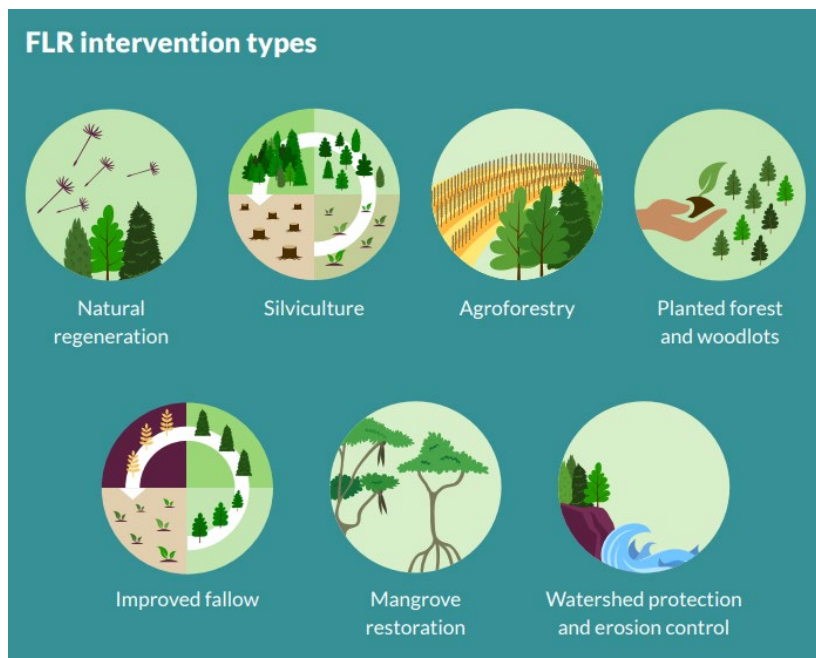 FLR intervention types
Natural
regeneration
Silviculture
Agroforestry
Planted forest
and woodlots
Improved fallow
Mangrove
restoration
Watershed protection
and erosion control